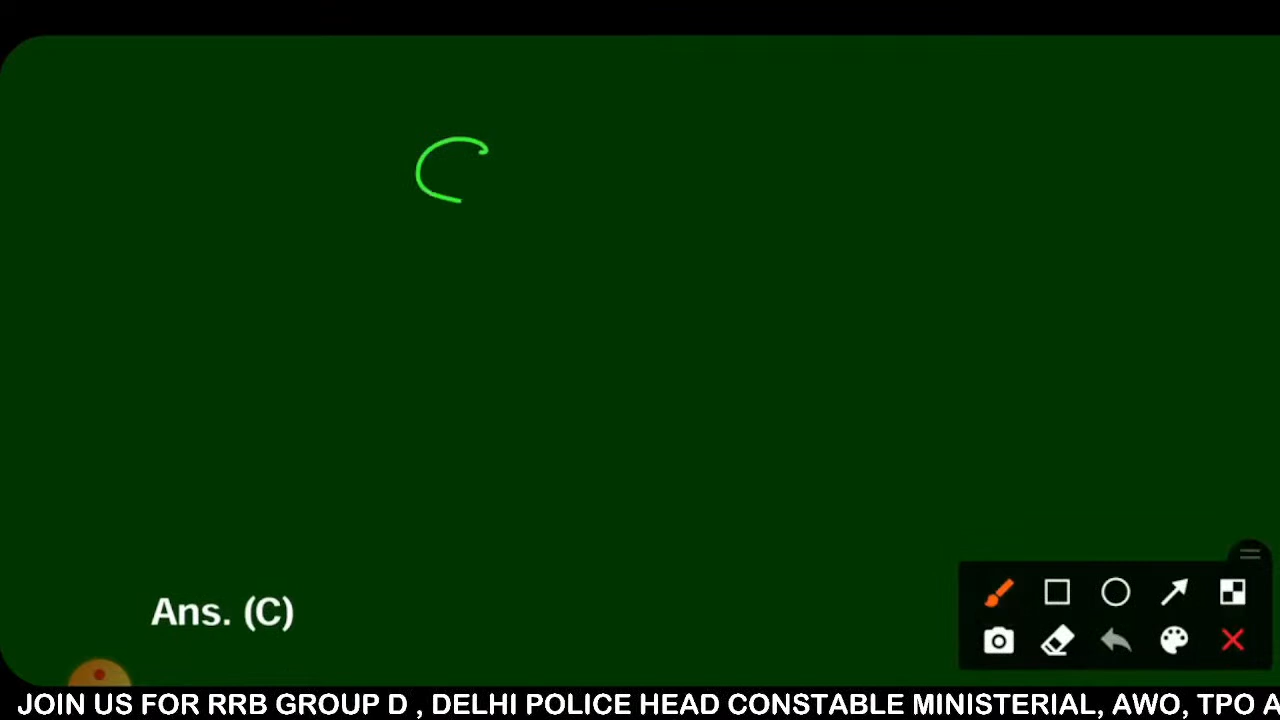 C
Ans. (C)
JOIN US FOR RRB GROUP D , DELHI POLICE HEAD CONSTABLE MINISTERIAL, AWO, TPO A